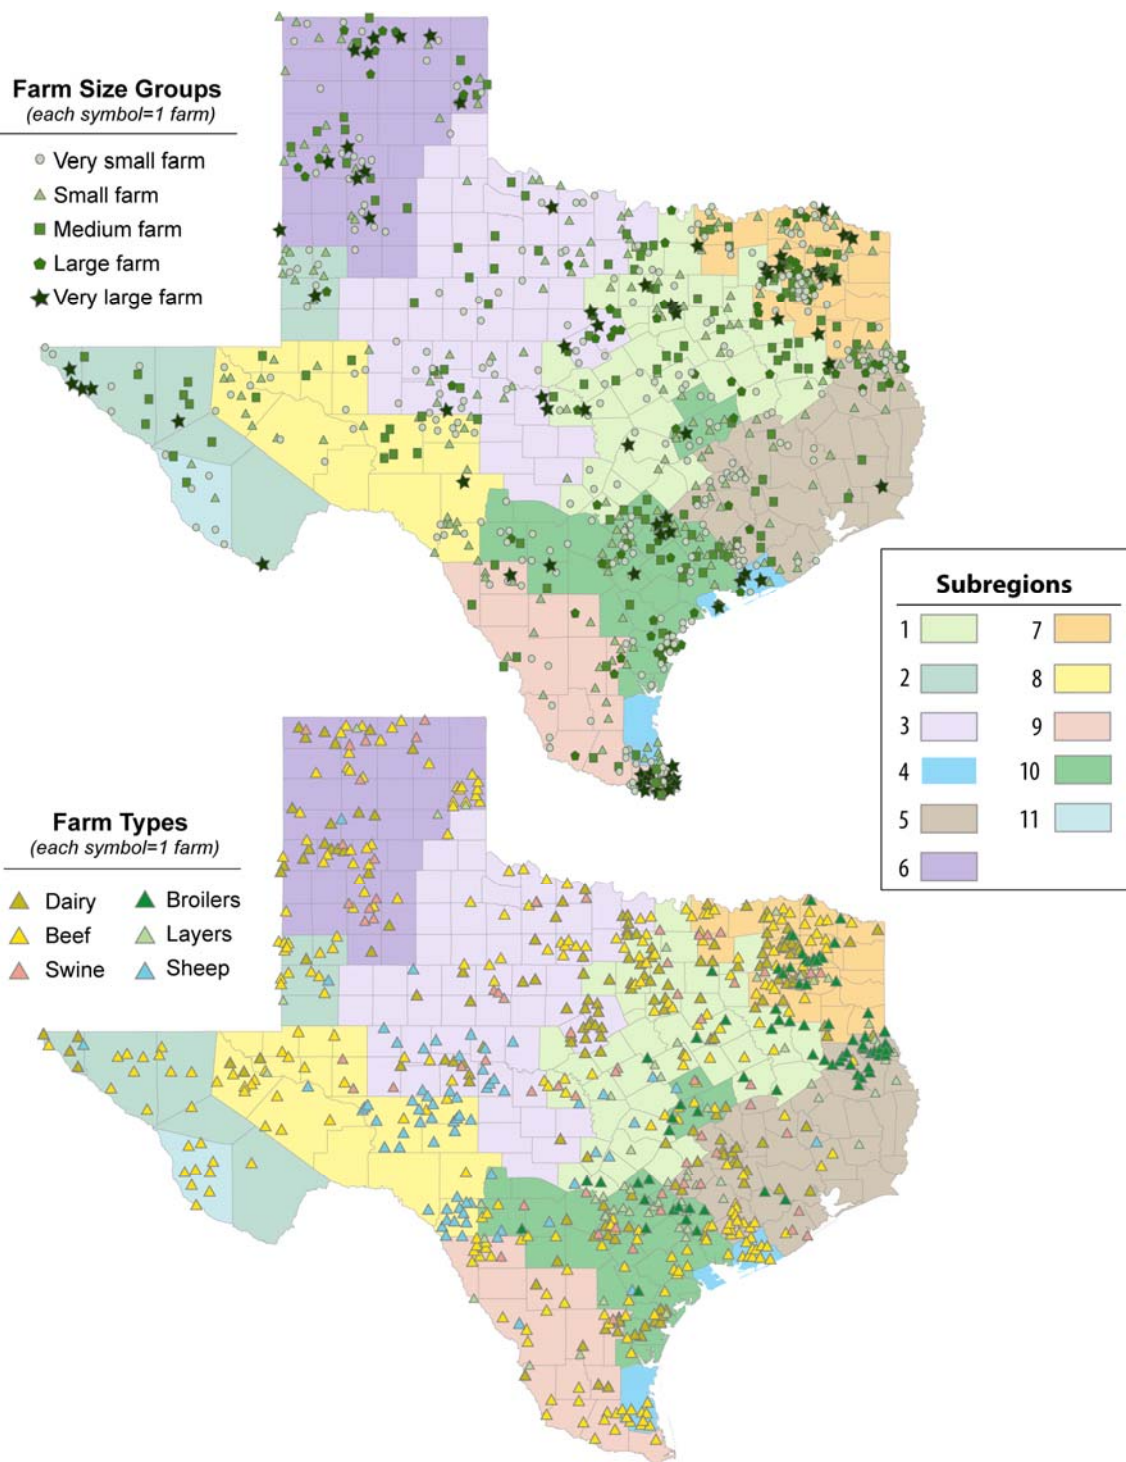 Farm Size Groups
(each symbol=1 farm)
Very small farm
Small farm
Medium farm
Large farm
Very large farm
Subregions
1 7
2 8
3 9
4 10
5 11
6
Farm Types
(each symbol=1 farm)
Dairy Broilers
Beef Layers
Swine Sheep